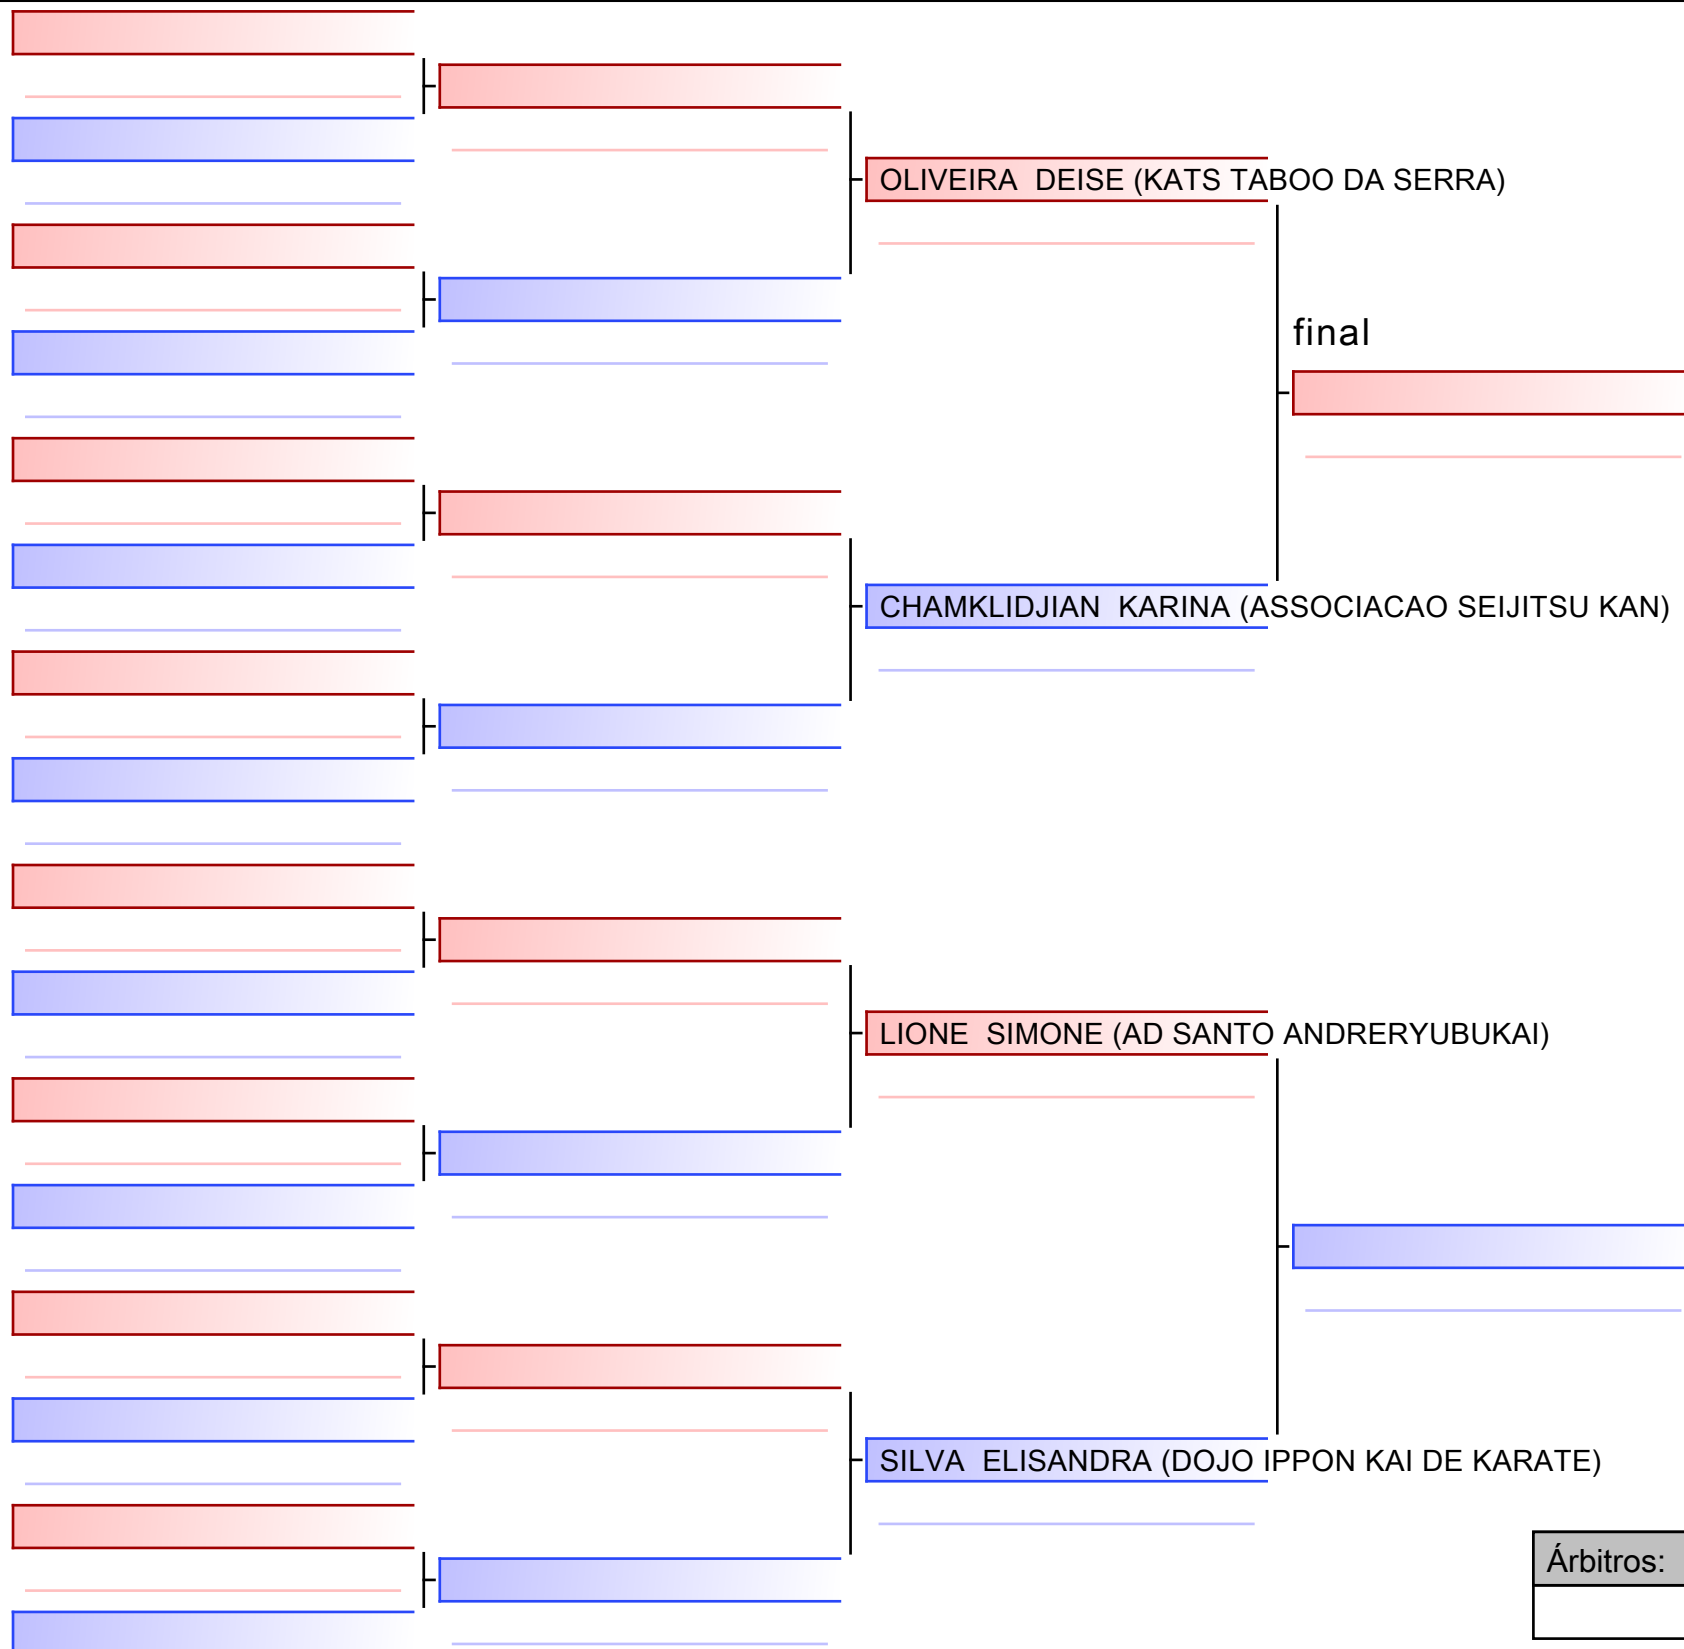 OLIVEIRA  DEISE (KATS TABOO DA SERRA)
final
CHAMKLIDJIAN  KARINA (ASSOCIACAO SEIJITSU KAN)
LIONE  SIMONE (AD SANTO ANDRERYUBUKAI)
SILVA  ELISANDRA (DOJO IPPON KAI DE KARATE)
Árbitros: